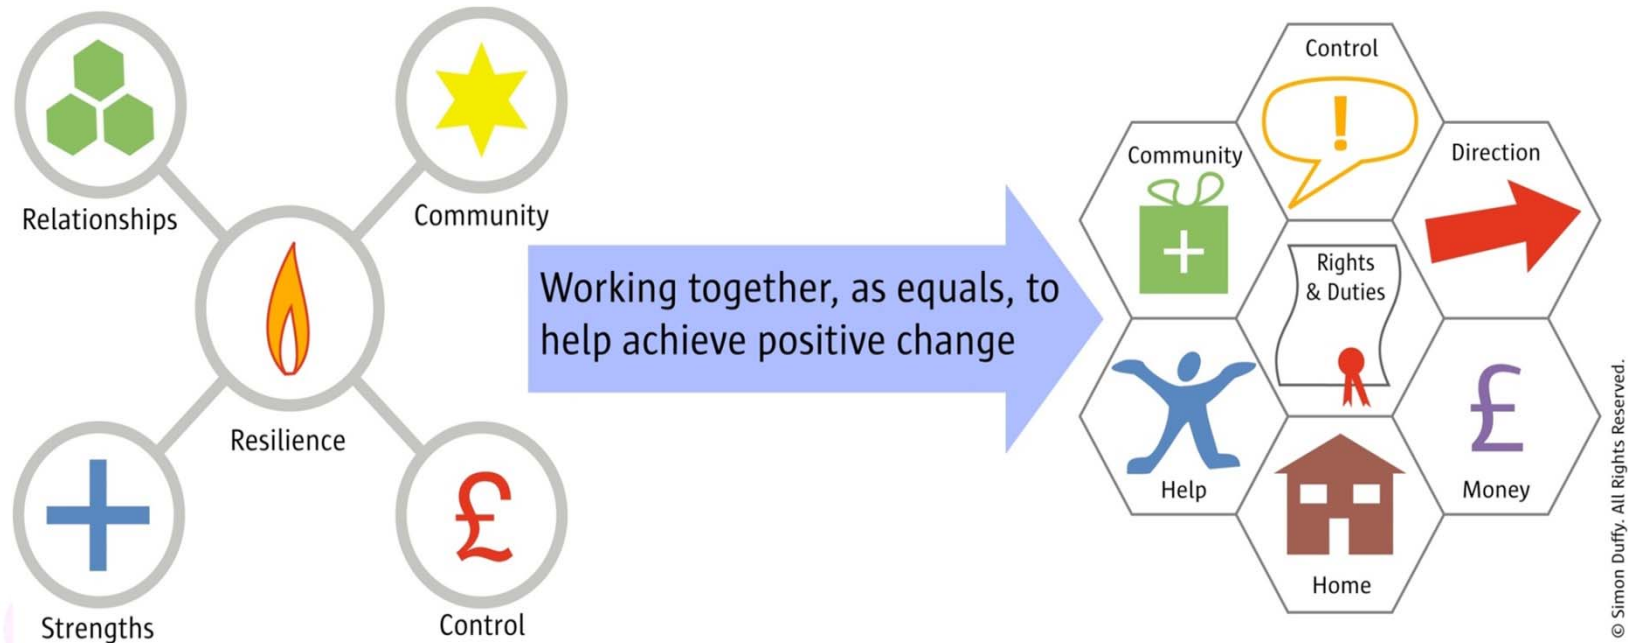 Relationships
Community
Resilience
Strengths
£
Control
Working together, as equals, to
help achieve positive change
Control
!
Community
+
Direction
Rights
& Duties
Help
£
Money
Home
© Simon Duffy. All Rights Reserved.